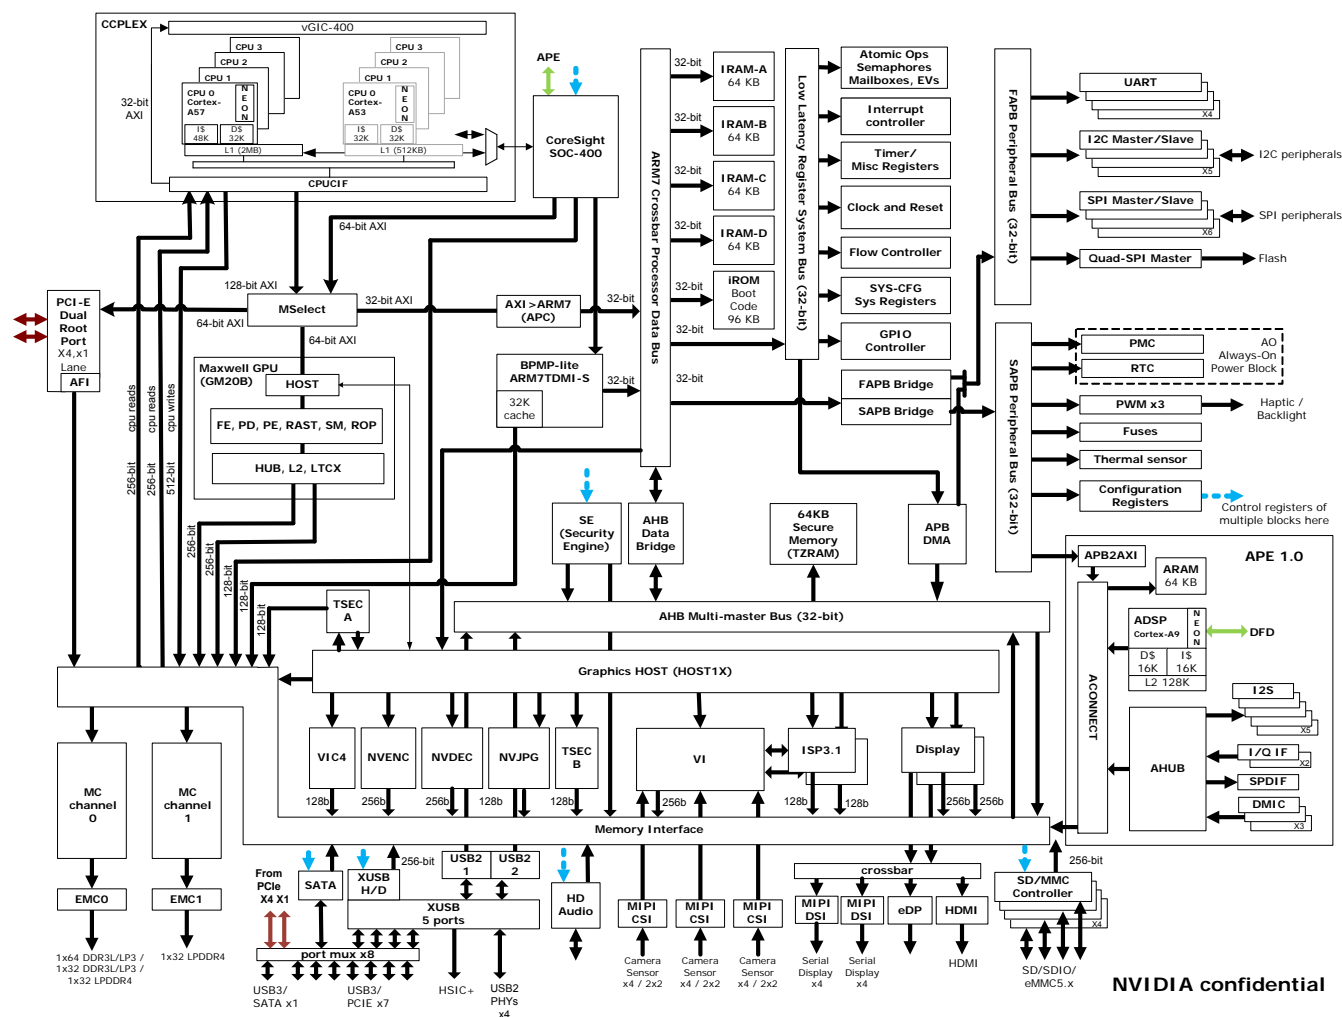 CCPLEX
vGIC-400
CPU 3
CPU 2
CPU 1
CPU 0
Cortex-
A57
NEON
I$
48K
D$
32K
L1 (2MB)
CPU 3
CPU 2
CPU 1
CPU 0
Cortex-
A53
NEON
I$
32K
D$
32K
L1 (512KB)
32-bit
AXI
CPUCIF
APE
CoreSight
SOC-400
64-bit AXI
128-bit AXI
MSelect
32-bit AXI
64-bit AXI
64-bit AXI
PCI-E
Dual
Root
Port
X4,x1
Lane
AFI
AXI >ARM7
(APC)
32-bit
BPMP-lite
ARM7TDMI-S
32K
cache
32-bit
Maxwell GPU
(GM20B)
HOST
FE, PD, PE, RAST, SM, ROP
HUB, L2, LTCX
256-bit
cpu reads
256-bit
cpu reads
512-bit
cpu writes
256-bit
256-bit
128-bit
128-bit
128-bit
ARM7 Crossbar Processor Data Bus
32-bit
IRAM-A
64 KB
32-bit
IRAM-B
64 KB
32-bit
IRAM-C
64 KB
32-bit
IRAM-D
64 KB
32-bit
iROM
Boot
Code
96 KB
32-bit
32-bit
Low Latency Register System Bus (32-bit)
Atomic Ops
Semaphores
Mailboxes, EVs
Interrupt
controller
Timer/
Misc Registers
Clock and Reset
Flow Controller
SYS-CFG
Sys Registers
GPIO
Controller
FAPB Bridge
SAPB Bridge
FAPB Peripheral Bus (32-bit)
UART
X4
I2C Master/Slave
X5
I2C peripherals
SPI Master/Slave
X6
SPI peripherals
Quad-SPI Master
Flash
SAPB Peripheral Bus (32-bit)
PMC
RTC
AO
Always-On
Power Block
PWM x3
Haptic /
Backlight
Fuses
Thermal sensor
Configuration
Registers
Control registers of
multiple blocks here
SE
(Security
Engine)
AHB
Data
Bridge
64KB
Secure
Memory
(TZRAM)
APB
DMA
APB2AXI
APE 1.0
ARAM
64 KB
ADSP
Cortex-A9
NEON
D$
16K
I$
16K
L2 128K
DFD
ACONNECT
AHUB
I2S
X5
I/Q IF
X2
SPDIF
DMIC
X3
TSEC
A
AHB Multi-master Bus (32-bit)
Graphics HOST (HOST1X)
VIC4
NVENC
NVDEC
NVJPG
TSEC
B
VI
ISP3.1
Display
128b
256b
256b
128b
128b
256b
128b
128b
256b
256b
Memory Interface
MC
channel
0
MC
channel
1
EMC0
EMC1
1x64 DDR3L/LP3 /
1x32 DDR3L/LP3 /
1x32 LPDDR4
1x32 LPDDR4
From
PCIe
X4 X1
SATA
XUSB
H/D
256-bit
USB2
1
USB2
2
XUSB
5 ports
port mux x8
USB3/
SATA x1
USB3/
PCIE x7
HSIC+
USB2
PHYs
x4
HD
Audio
MIPI
CSI
MIPI
CSI
MIPI
CSI
Camera
Sensor
x4 / 2x2
Camera
Sensor
x4 / 2x2
Camera
Sensor
x4 / 2x2
crossbar
MIPI
DSI
MIPI
DSI
eDP
HDMI
Serial
Display
x4
Serial
Display
x4
HDMI
256-bit
SD/MMC
Controller
X4
SD/SDIO/
eMMC5.x
NVIDIA confidential